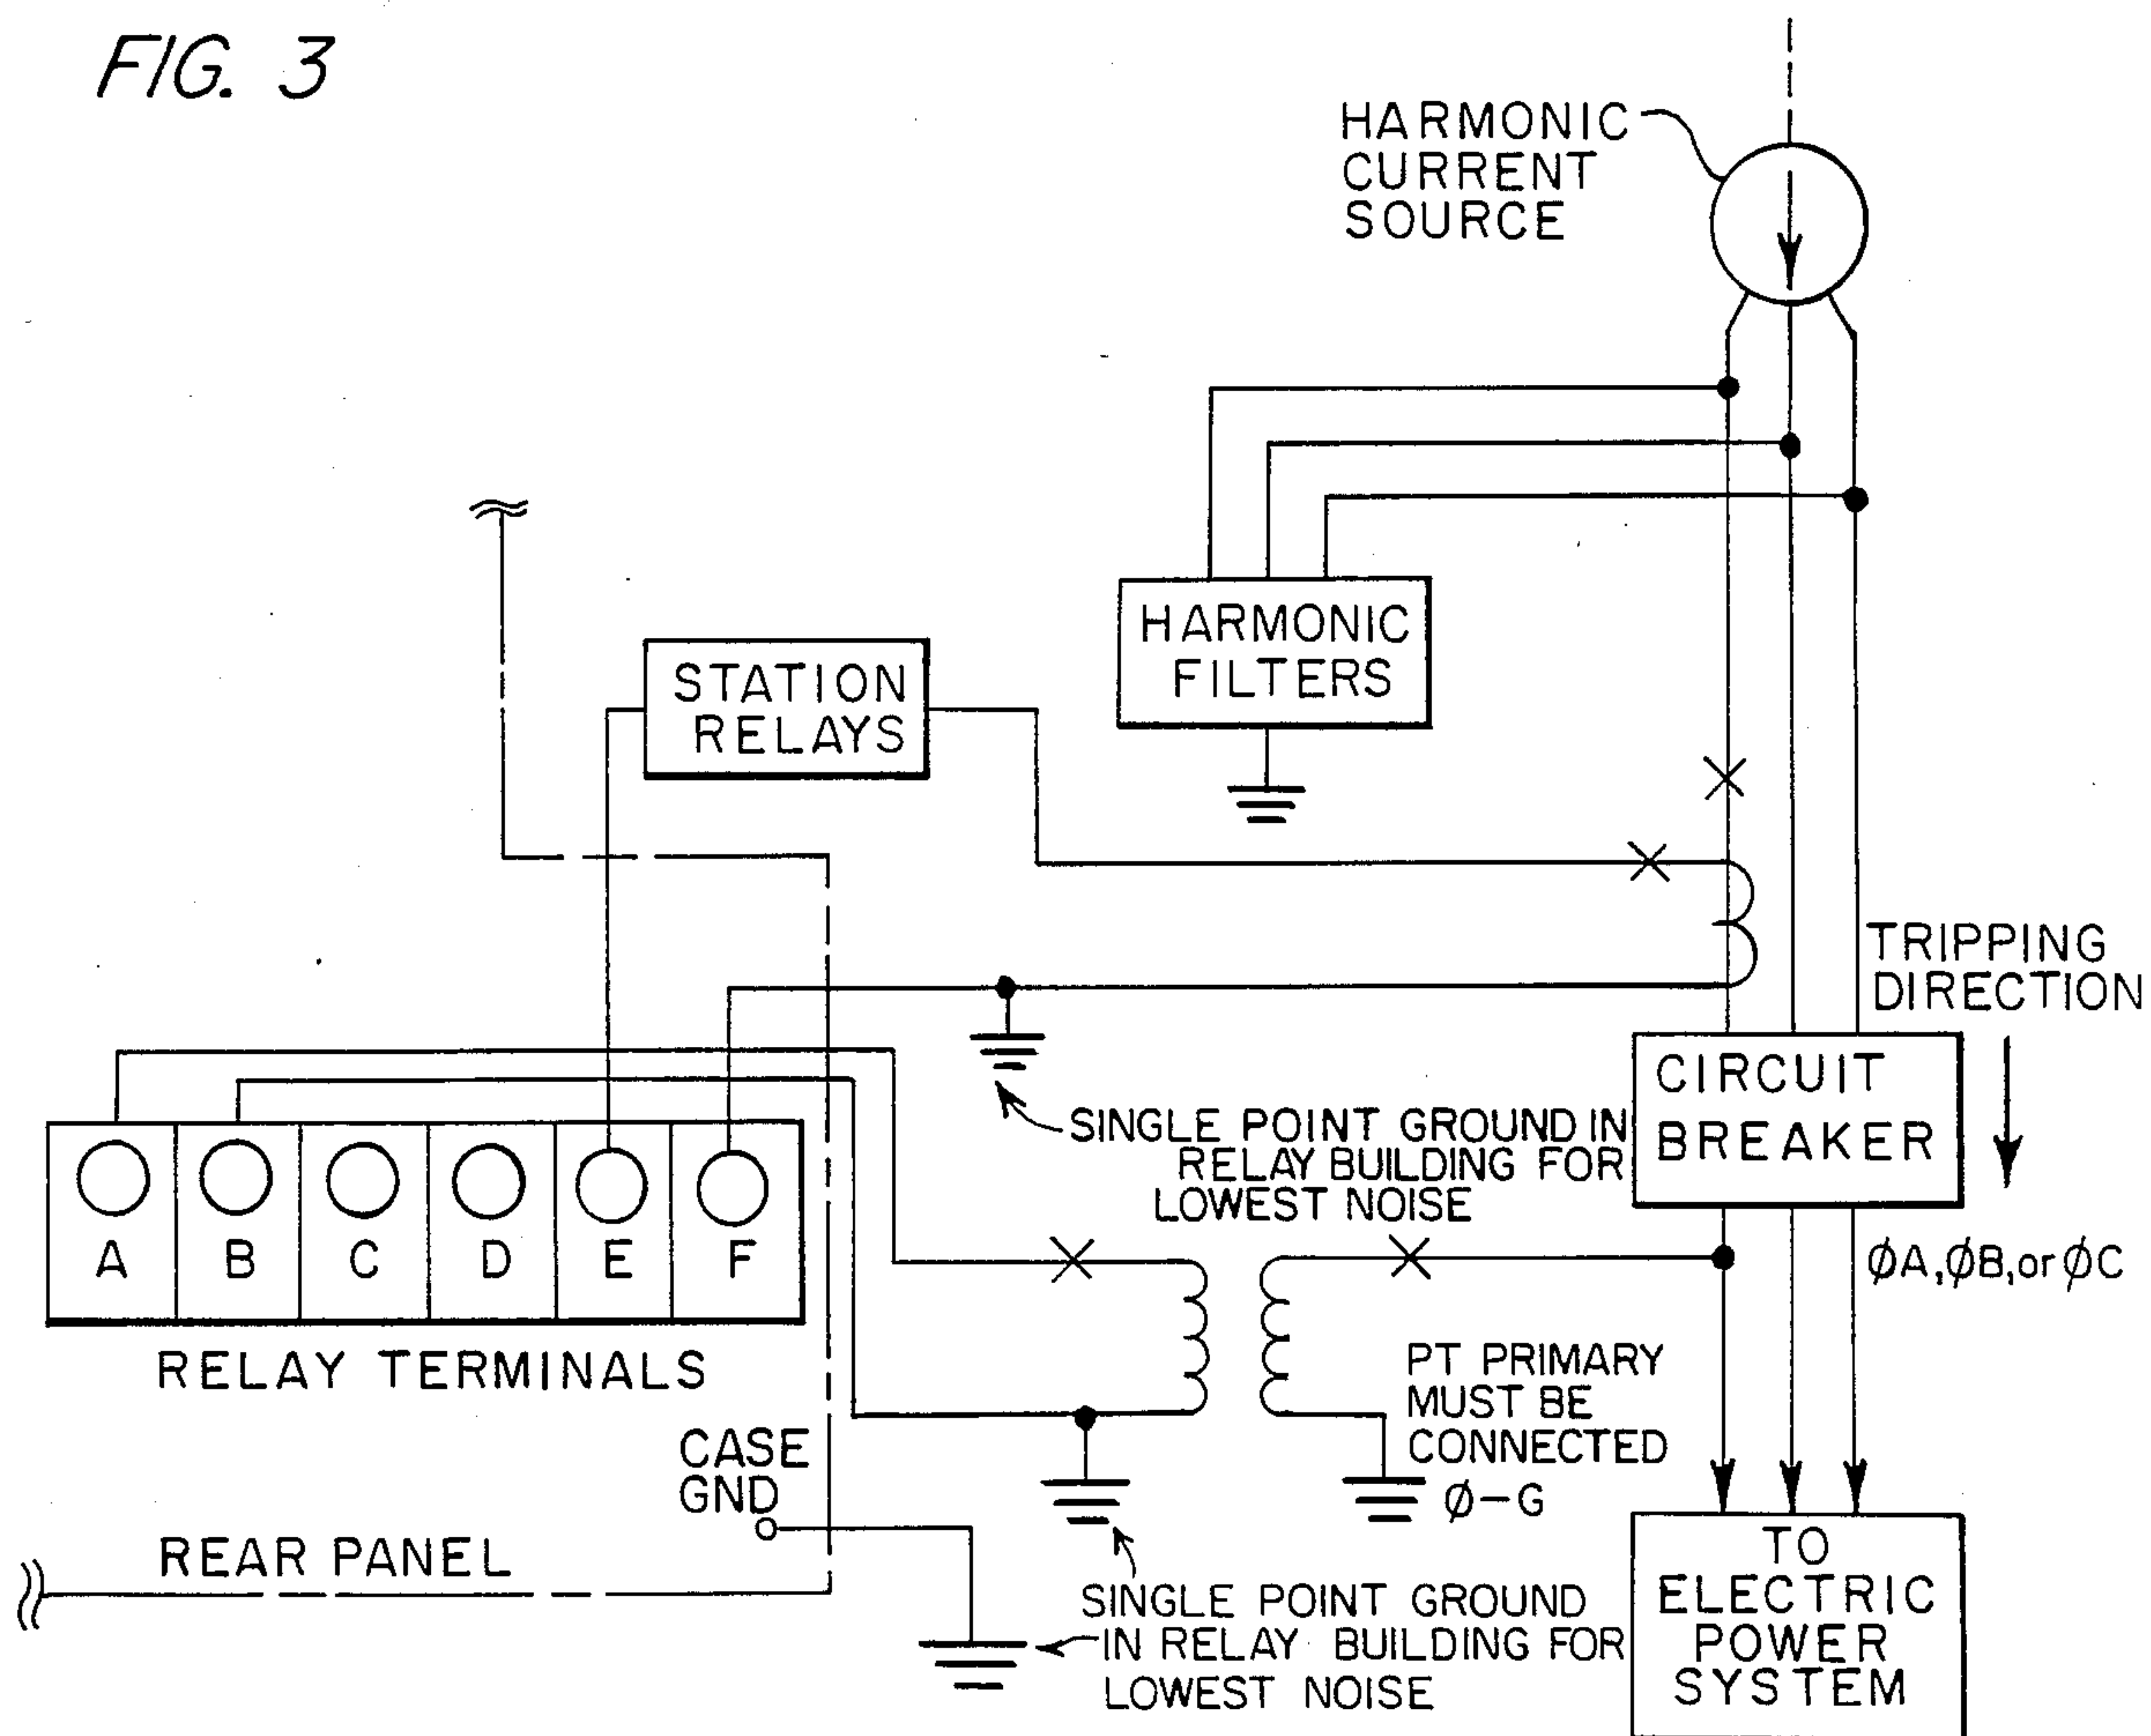 FIG. 3
HARMONIC
CURRENT
SOURCE
HARMONIC
FILTERS
STATION
RELAYS
TRIPPING
DIRECTION
CIRCUIT
BREAKER
SINGLE POINT GROUND IN
RELAY BUILDING FOR
LOWEST NOISE
A B C D E F
RELAY TERMINALS
ØA, ØB, or ØC
PT PRIMARY
MUST BE
CONNECTED
Ø-G
CASE
GND
REAR PANEL
SINGLE POINT GROUND
IN RELAY BUILDING FOR
LOWEST NOISE
TO
ELECTRIC
POWER
SYSTEM